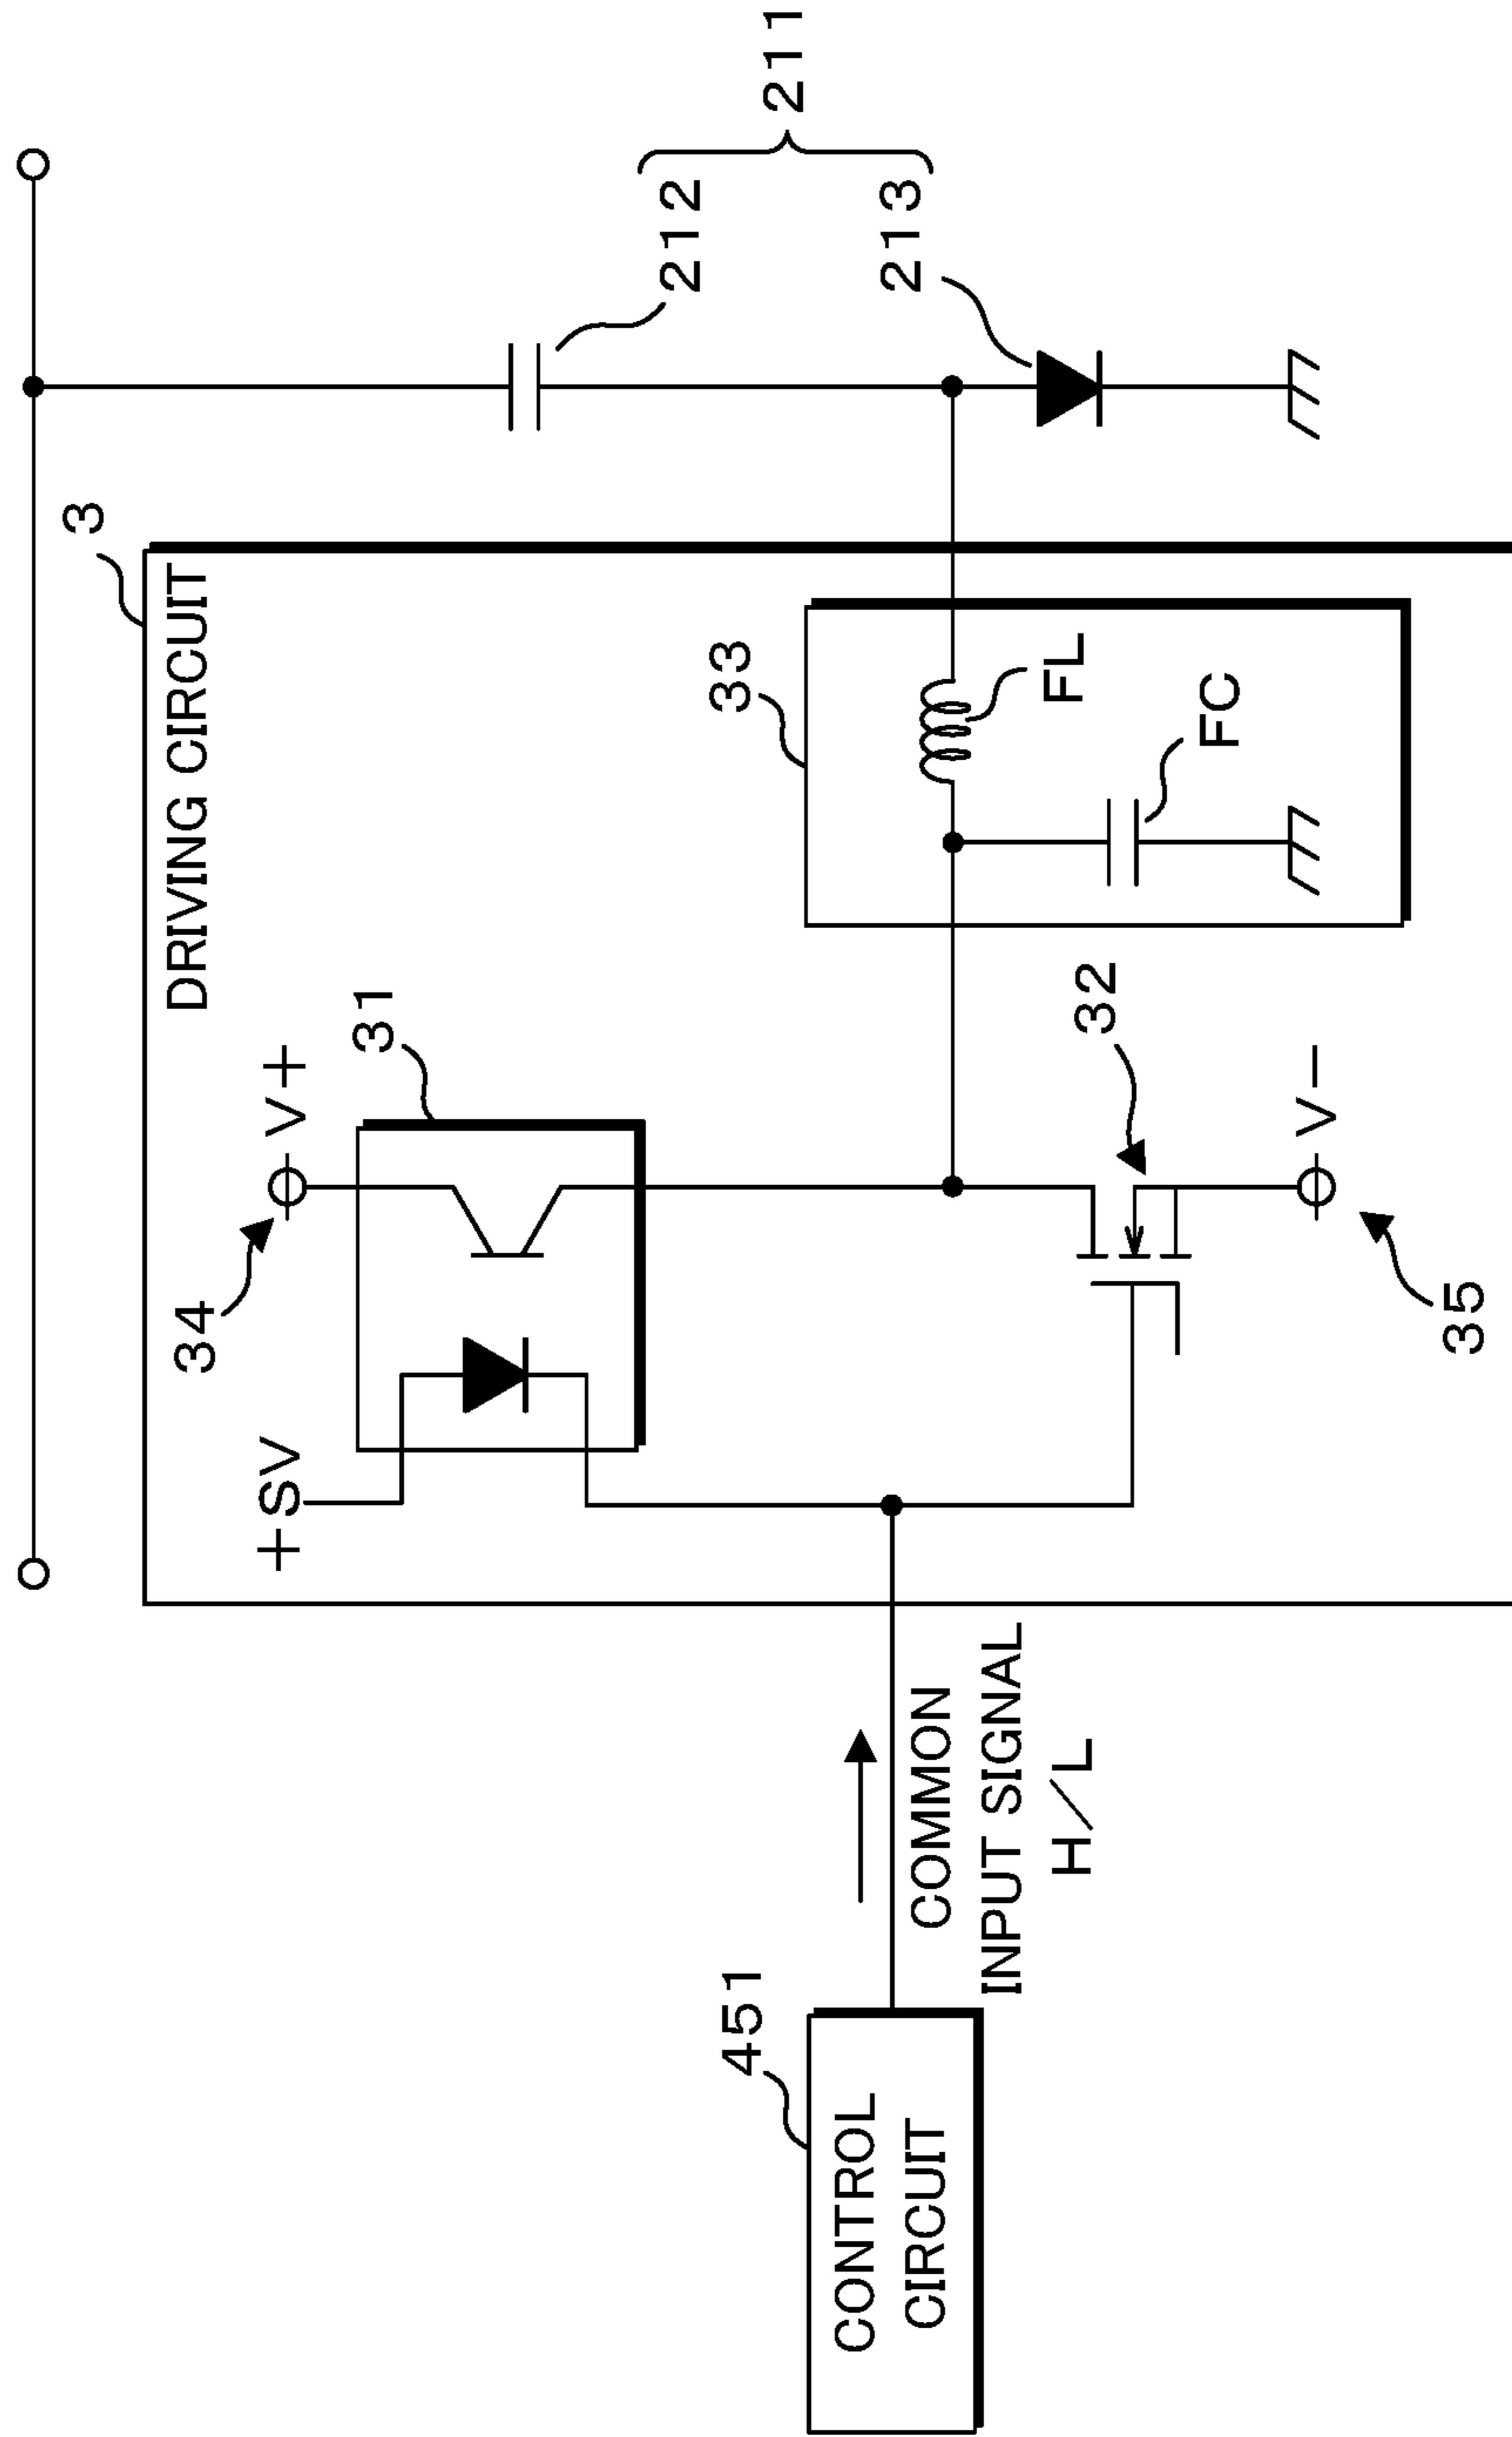 3
DRIVING CIRCUIT
34
+SV
V+
31
451
CONTROL
CIRCUIT
COMMON
INPUT SIGNAL
H/L
33
FL
FC
212
213
211
32
V−
35